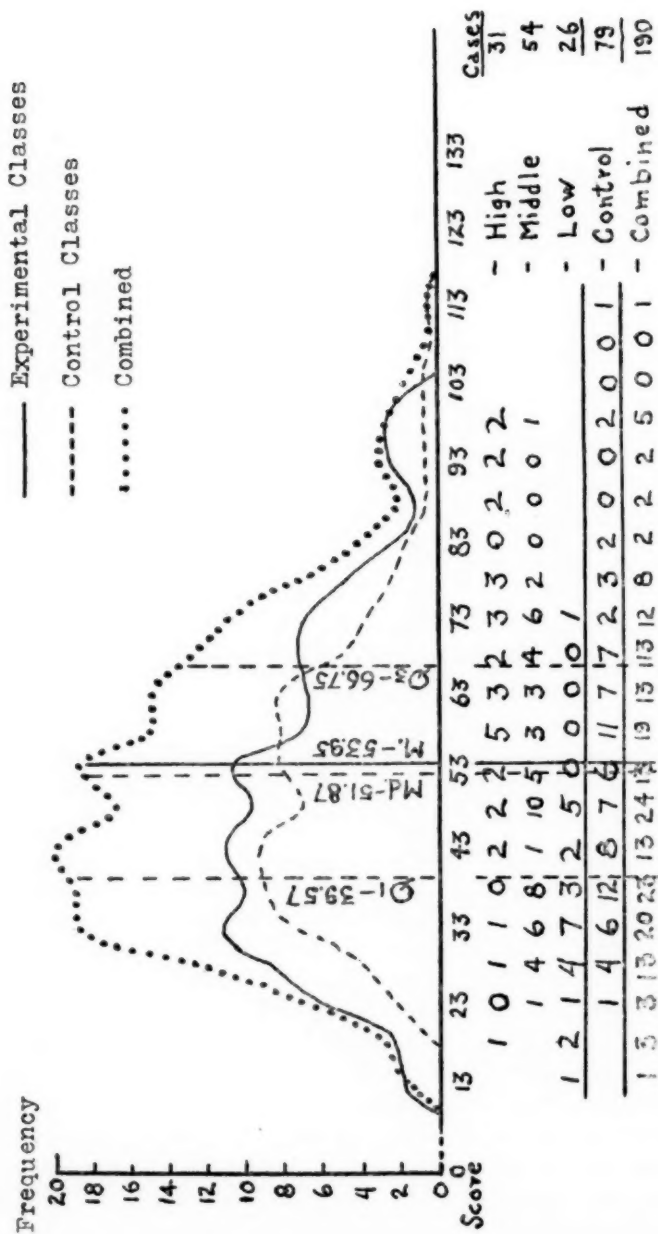 Experimental Classes
Control Classes
Combined
Frequency
20
18
16
14
12
10
8
6
4
2
0
Q1-39.57
Md-51.87
M.-53.95
Q3-66.75
Score 0 13 23 33 43 53 63 73 83 93 103 113 123 133
Cases
1 0 1 1 0 2 2 2 5 3 2 3 3 0 2 2 2 - High 31
1 4 6 8 1 10 5 3 3 4 6 2 0 0 0 1 - Middle 54
1 2 1 4 7 3 2 5 0 0 0 0 1 - Low 26
1 4 6 12 8 7 6 11 7 7 2 3 2 0 0 2 0 0 1 - Control 79
1 3 3 13 20 23 13 24 13 19 13 13 12 8 2 2 2 5 0 0 1 - Combined 190